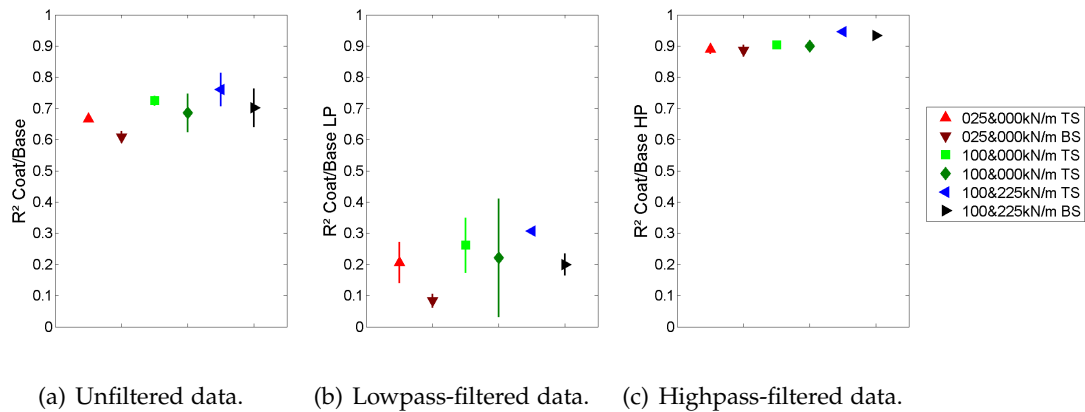 1
0.9
0.8
0.7
0.6
0.5
0.4
0.3
0.2
0.1
0
R² Coat/Base
1
0.9
0.8
0.7
0.6
0.5
0.4
0.3
0.2
0.1
0
R² Coat/Base LP
1
0.9
0.8
0.7
0.6
0.5
0.4
0.3
0.2
0.1
0
R² Coat/Base HP
025&000kN/m TS
025&000kN/m BS
100&000kN/m TS
100&000kN/m TS
100&225kN/m TS
100&225kN/m BS
(a) Unfiltered data.
(b) Lowpass-filtered data.
(c) Highpass-filtered data.